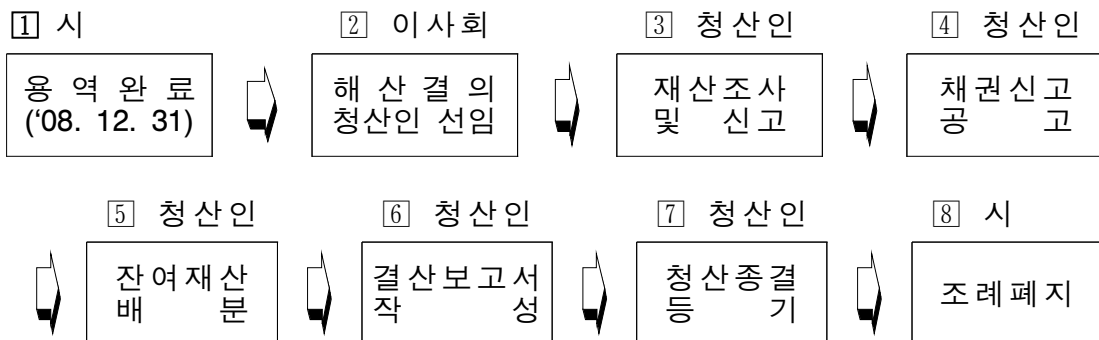 1 시 2 이사회 3 청산인 4 청산인
용역완료 해산결의 재산조사 채권신고
('08. 12. 31) 청산인 선임 및 신고 공고
5 청산인 6 청산인 7 청산인 8 시
잔여재산 결산보고서 청산종결 조례폐지
배분 작성 등기